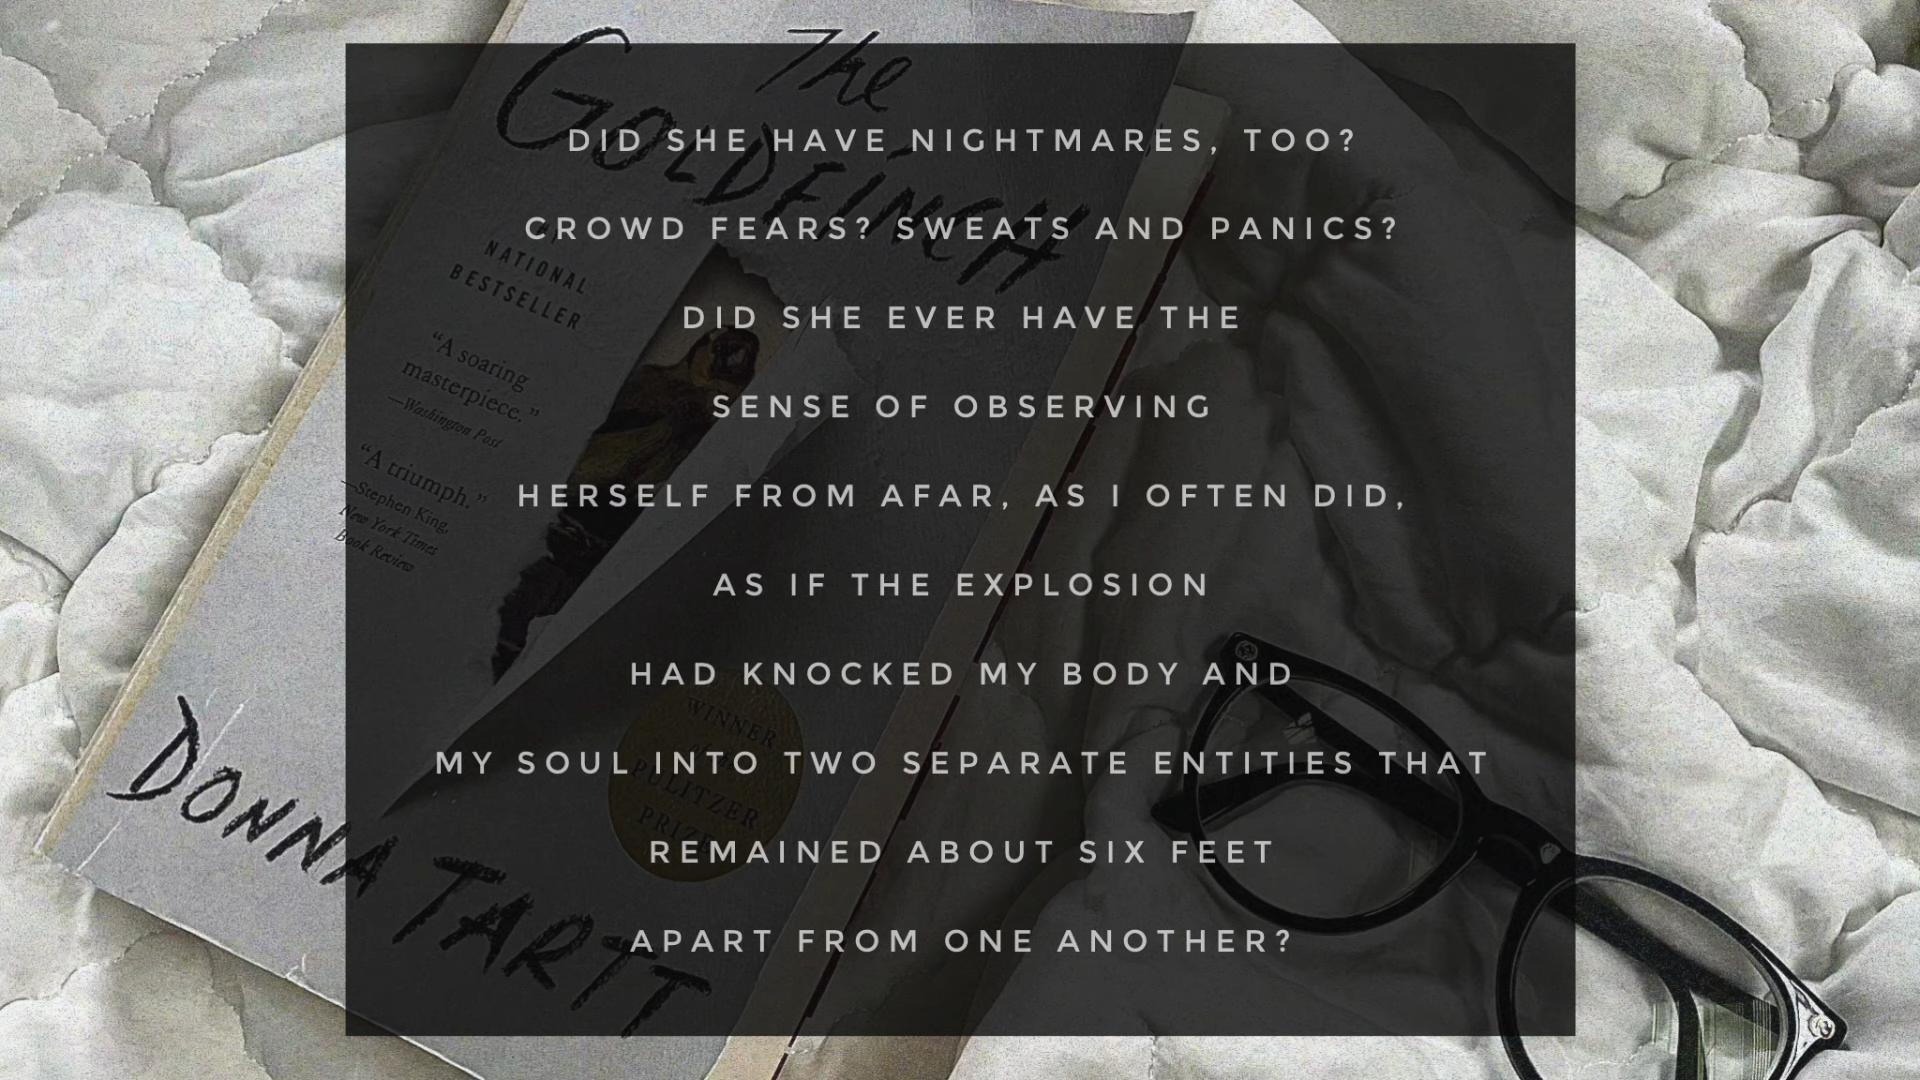 The
GOLDFINCH
DID SHE HAVE NIGHTMARES, TOO?
CROWD FEARS? SWEATS AND PANICS?
NATIONAL
BESTSELLER
DID SHE EVER HAVE THE
"A soaring
masterpiece."
—Washington Post
SENSE OF OBSERVING
"A triumph."
—Stephen King,
New York Times
Book Review
HERSELF FROM AFAR, AS I OFTEN DID,
AS IF THE EXPLOSION
HAD KNOCKED MY BODY AND
WINNER
of the
PULITZER
PRIZE
MY SOUL INTO TWO SEPARATE ENTITIES THAT
REMAINED ABOUT SIX FEET
APART FROM ONE ANOTHER?
DONNA TARTT